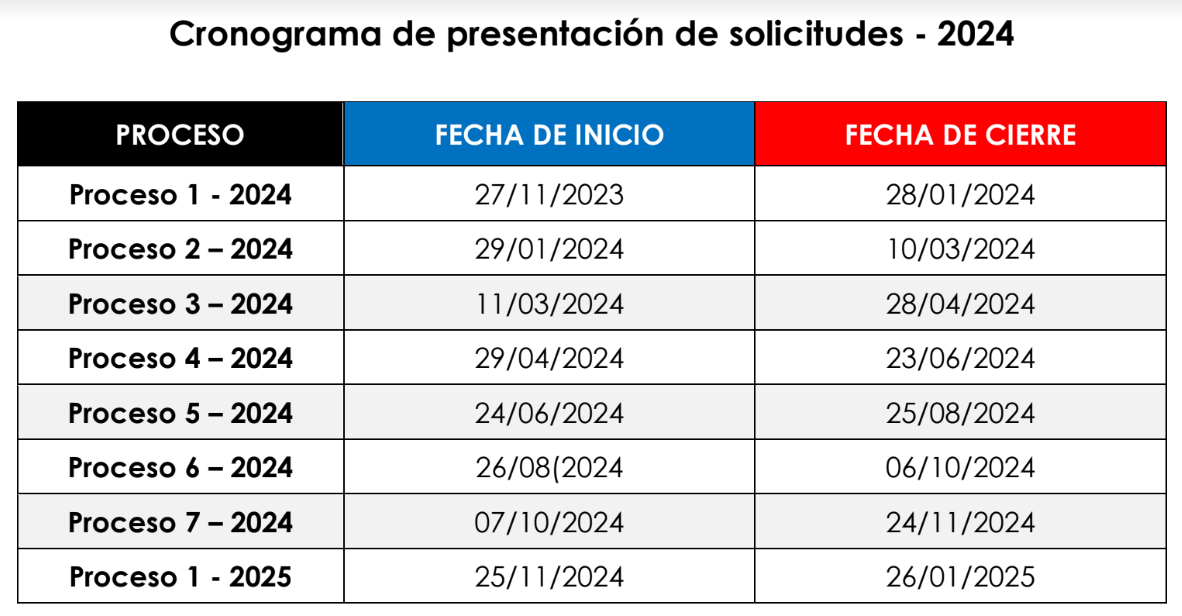 Cronograma de presentación de solicitudes - 2024
PROCESO FECHA DE INICIO FECHA DE CIERRE
Proceso 1 - 2024 27/11/2023 28/01/2024
Proceso 2 – 2024 29/01/2024 10/03/2024
Proceso 3 – 2024 11/03/2024 28/04/2024
Proceso 4 – 2024 29/04/2024 23/06/2024
Proceso 5 – 2024 24/06/2024 25/08/2024
Proceso 6 – 2024 26/08(2024 06/10/2024
Proceso 7 – 2024 07/10/2024 24/11/2024
Proceso 1 - 2025 25/11/2024 26/01/2025